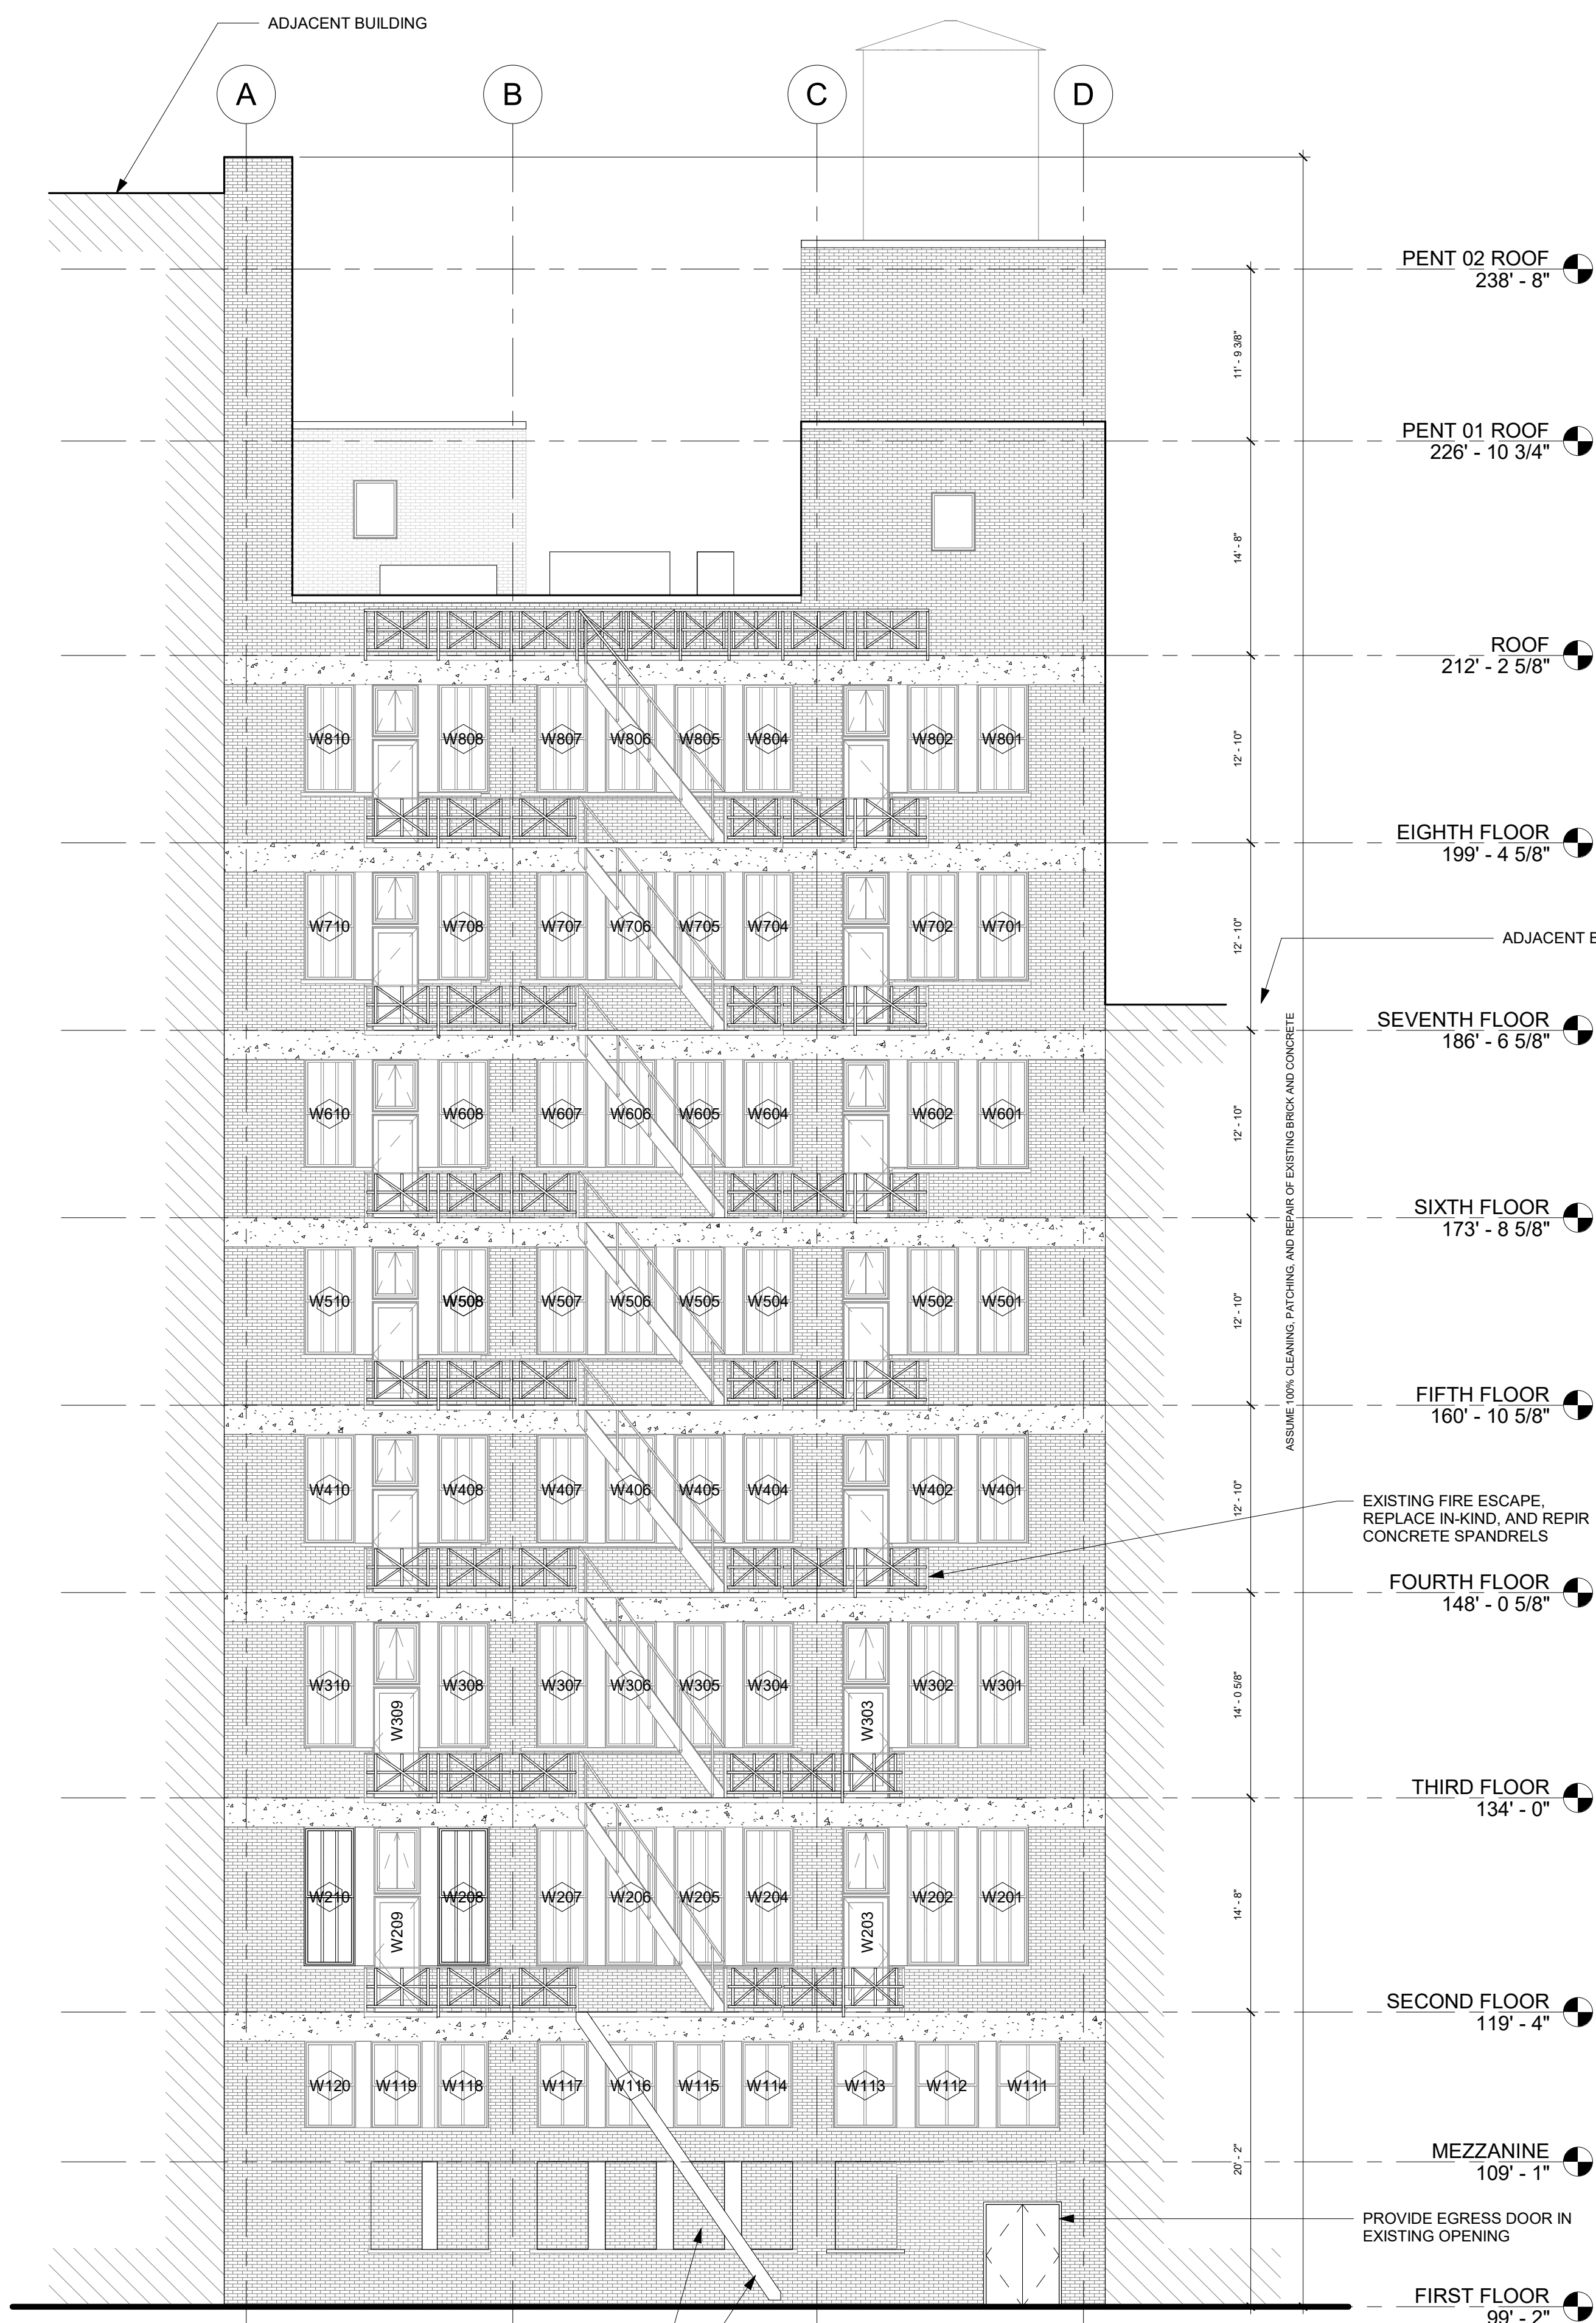 ADJACENT BUILDING
A
B
C
D
PENT 02 ROOF
238' - 8"
11' - 9 3/8"
PENT 01 ROOF
226' - 10 3/4"
14' - 8"
ROOF
212' - 2 5/8"
W810
W808
W807
W806
W805
W804
W802
W801
12' - 10"
EIGHTH FLOOR
199' - 4 5/8"
W710
W708
W707
W706
W705
W704
W702
W701
12' - 10"
ADJACENT B
SEVENTH FLOOR
186' - 6 5/8"
ASSUME 100% CLEANING, PATCHING, AND REPAIR OF EXISTING BRICK AND CONCRETE
W610
W608
W607
W606
W605
W604
W602
W601
12' - 10"
SIXTH FLOOR
173' - 8 5/8"
W510
W508
W507
W506
W505
W504
W502
W501
12' - 10"
FIFTH FLOOR
160' - 10 5/8"
W410
W408
W407
W406
W405
W404
W402
W401
12' - 10"
EXISTING FIRE ESCAPE,
REPLACE IN-KIND, AND REPIR
CONCRETE SPANDRELS
FOURTH FLOOR
148' - 0 5/8"
W310
W309
W308
W307
W306
W305
W304
W303
W302
W301
14' - 0 5/8"
THIRD FLOOR
134' - 0"
W210
W209
W208
W207
W206
W205
W204
W203
W202
W201
14' - 8"
SECOND FLOOR
119' - 4"
W120
W119
W118
W117
W116
W115
W114
W113
W112
W111
20' - 2"
MEZZANINE
109' - 1"
PROVIDE EGRESS DOOR IN
EXISTING OPENING
FIRST FLOOR
99' - 2"